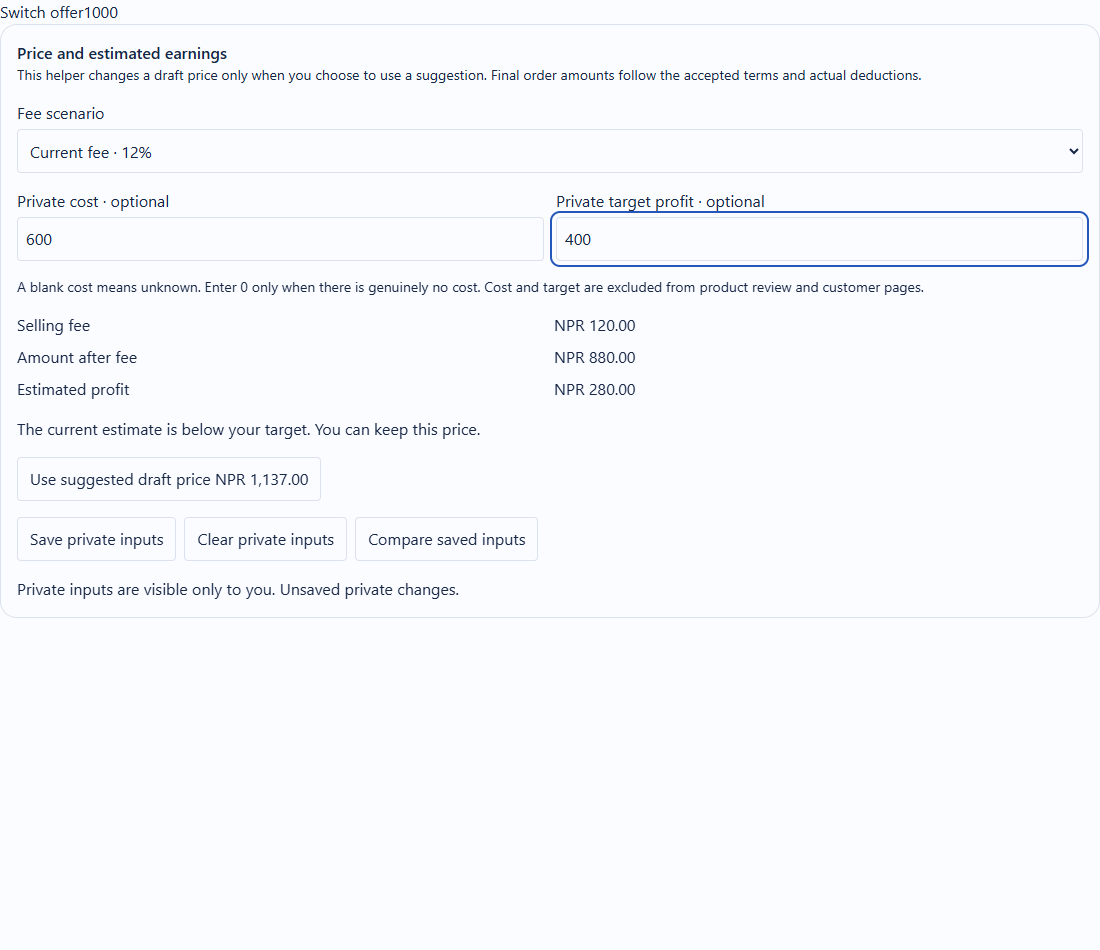 Switch offer1000
Price and estimated earnings
This helper changes a draft price only when you choose to use a suggestion. Final order amounts follow the accepted terms and actual deductions.
Fee scenario
Current fee · 12%
Private cost · optional
Private target profit · optional
600
400
A blank cost means unknown. Enter 0 only when there is genuinely no cost. Cost and target are excluded from product review and customer pages.
Selling fee
NPR 120.00
Amount after fee
NPR 880.00
Estimated profit
NPR 280.00
The current estimate is below your target. You can keep this price.
Use suggested draft price NPR 1,137.00
Save private inputs
Clear private inputs
Compare saved inputs
Private inputs are visible only to you. Unsaved private changes.